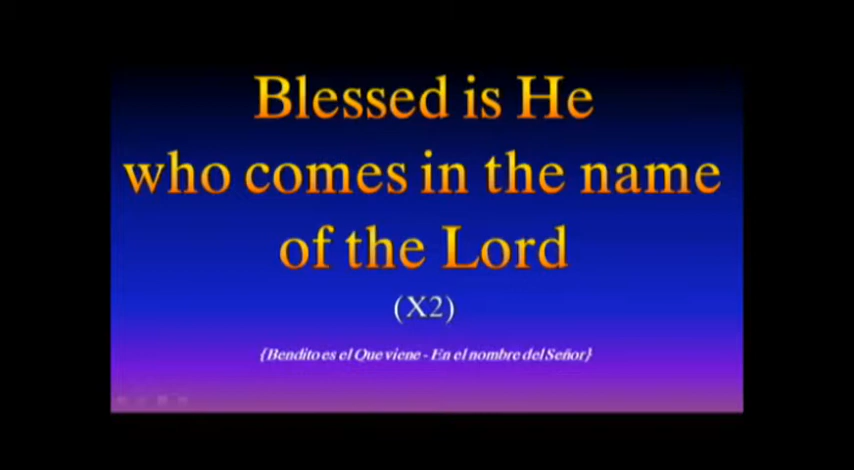 Blessed is He
who comes in the name
of the Lord
(X2)
{Bendito es el Que viene - En el nombre del Señor}